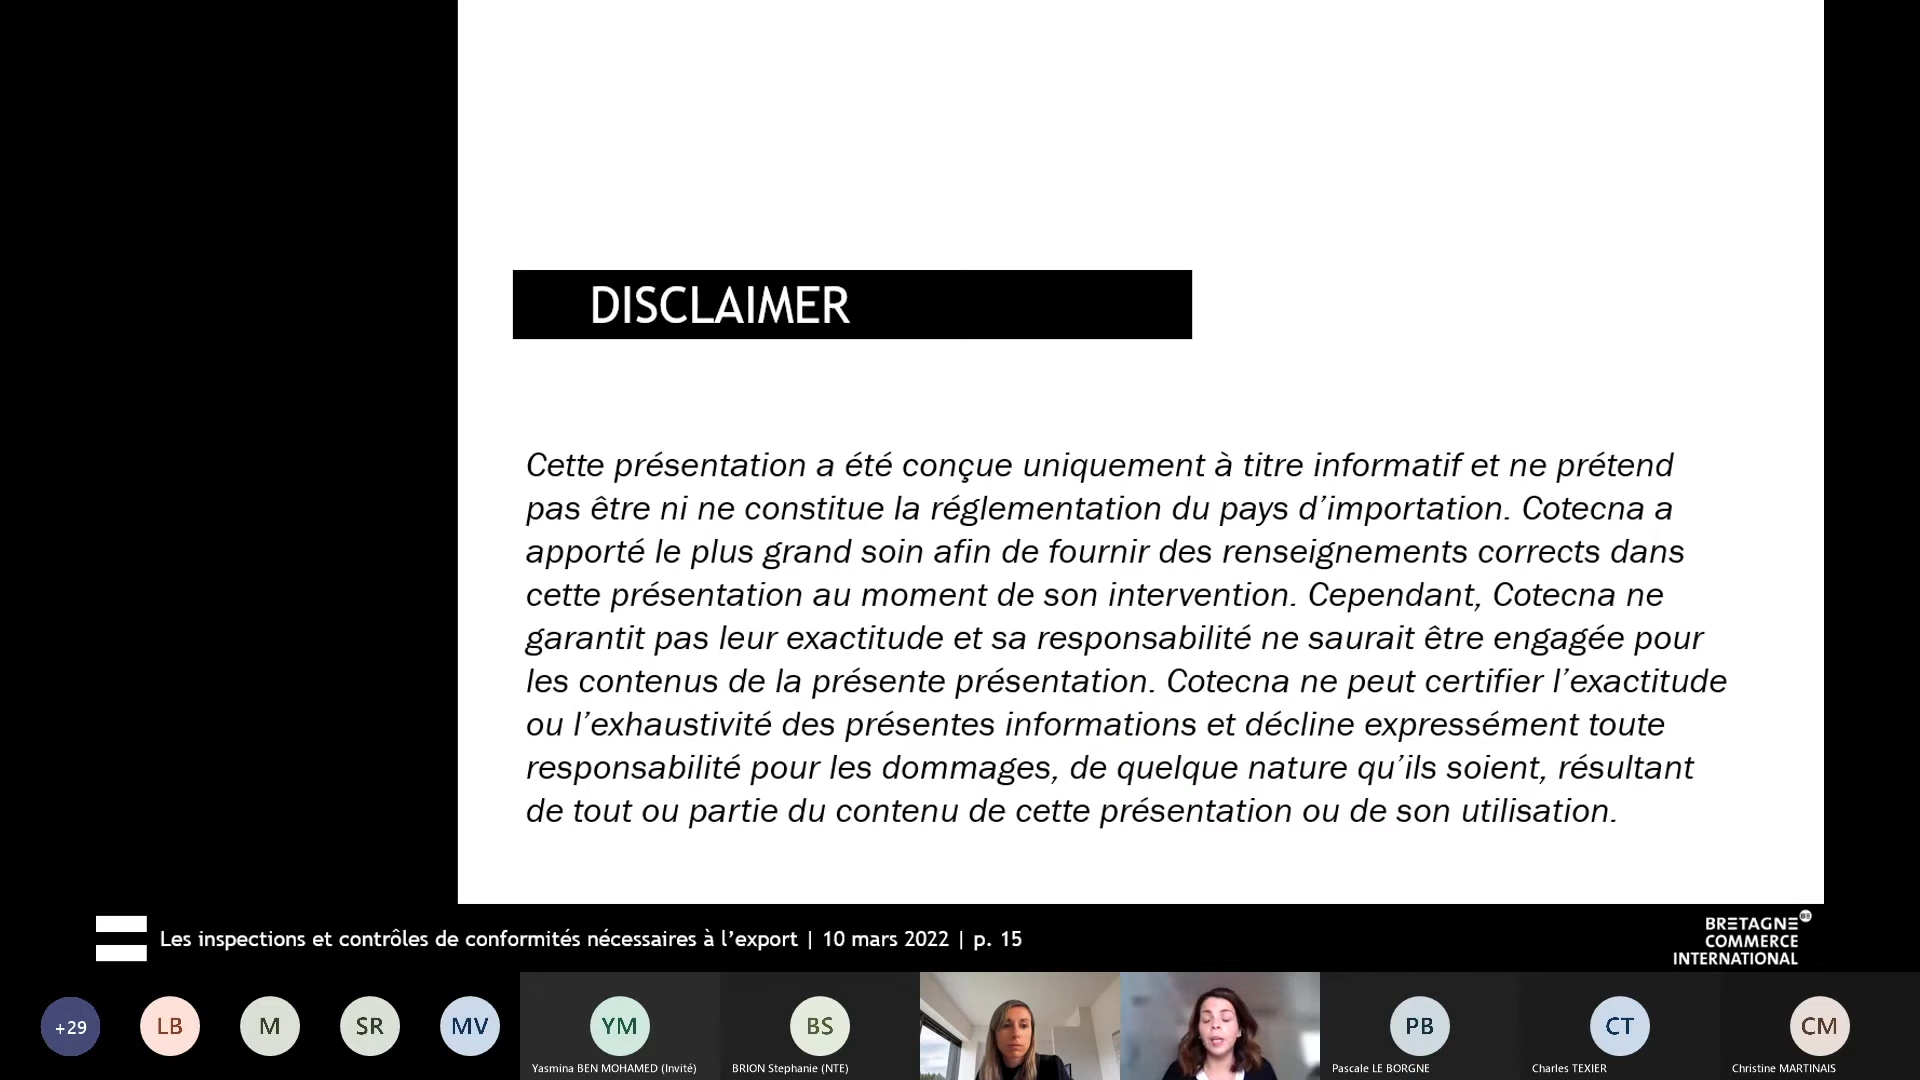 DISCLAIMER
Cette présentation a été conçue uniquement à titre informatif et ne prétend
pas être ni ne constitue la réglementation du pays d’importation. Cotecna a
apporté le plus grand soin afin de fournir des renseignements corrects dans
cette présentation au moment de son intervention. Cependant, Cotecna ne
garantit pas leur exactitude et sa responsabilité ne saurait être engagée pour
les contenus de la présente présentation. Cotecna ne peut certifier l’exactitude
ou l’exhaustivité des présentes informations et décline expressément toute
responsabilité pour les dommages, de quelque nature qu’ils soient, résultant
de tout ou partie du contenu de cette présentation ou de son utilisation.
Les inspections et contrôles de conformités nécessaires à l’export | 10 mars 2022 | p. 15
BRETAGNE
COMMERCE
INTERNATIONAL
+29
LB
M
SR
MV
YM
BS
PB
CT
CM
Yasmina BEN MOHAMED (Invité)
BRION Stephanie (NTE)
Pascale LE BORGNE
Charles TEXIER
Christine MARTINAIS